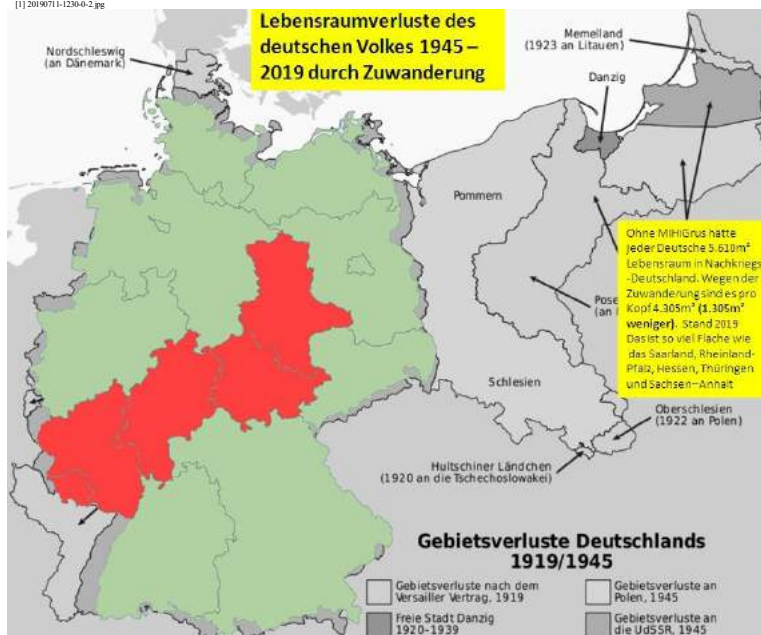 [1] 20190711-1230-0-2.jpg
Lebensraumverluste des
deutschen Volkes 1945 –
2019 durch Zuwanderung
Nordschleswig
(an Dänemark)
Memelland
(1923 an Litauen)
Danzig
Pommern
Ohne MiHiGrus hätte
jeder Deutsche 5.610m²
Lebensraum in Nachkriegs
-Deutschland. Wegen der
Zuwanderung sind es pro
Kopf 4.305m² (1.305m²
weniger). Stand 2019
Das ist so viel Fläche wie
das Saarland, Rheinland-
Pfalz, Hessen, Thüringen
und Sachsen–Anhalt
Schlesien
Oberschlesien
(1922 an Polen)
Hultschiner Ländchen
(1920 an die Tschechoslowakei)
Gebietsverluste Deutschlands
1919/1945
Gebietsverluste nach dem
Versailler Vertrag, 1919
Gebietsverluste an
Polen, 1945
Freie Stadt Danzig
1920–1939
Gebietsverluste an
die UdSSR, 1945